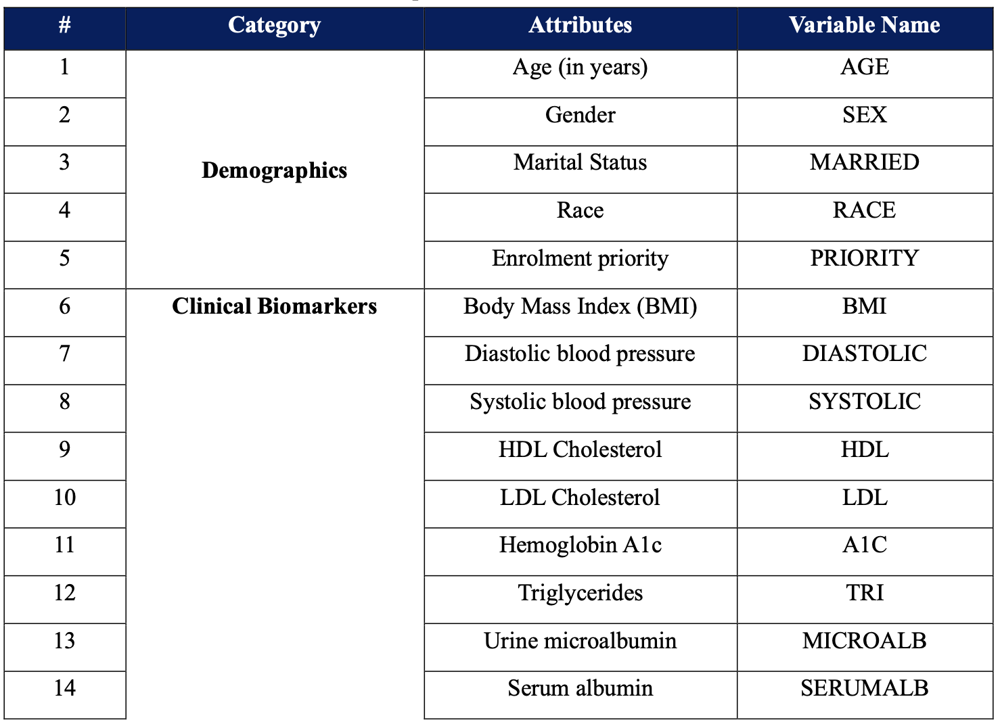 # Category Attributes Variable Name
1 Age (in years) AGE
2 Gender SEX
Demographics
3 Marital Status MARRIED
4 Race RACE
5 Enrolment priority PRIORITY
6 Clinical Biomarkers Body Mass Index (BMI) BMI
7 Diastolic blood pressure DIASTOLIC
8 Systolic blood pressure SYSTOLIC
9 HDL Cholesterol HDL
10 LDL Cholesterol LDL
11 Hemoglobin A1c A1C
12 Triglycerides TRI
13 Urine microalbumin MICROALB
14 Serum albumin SERUMALB